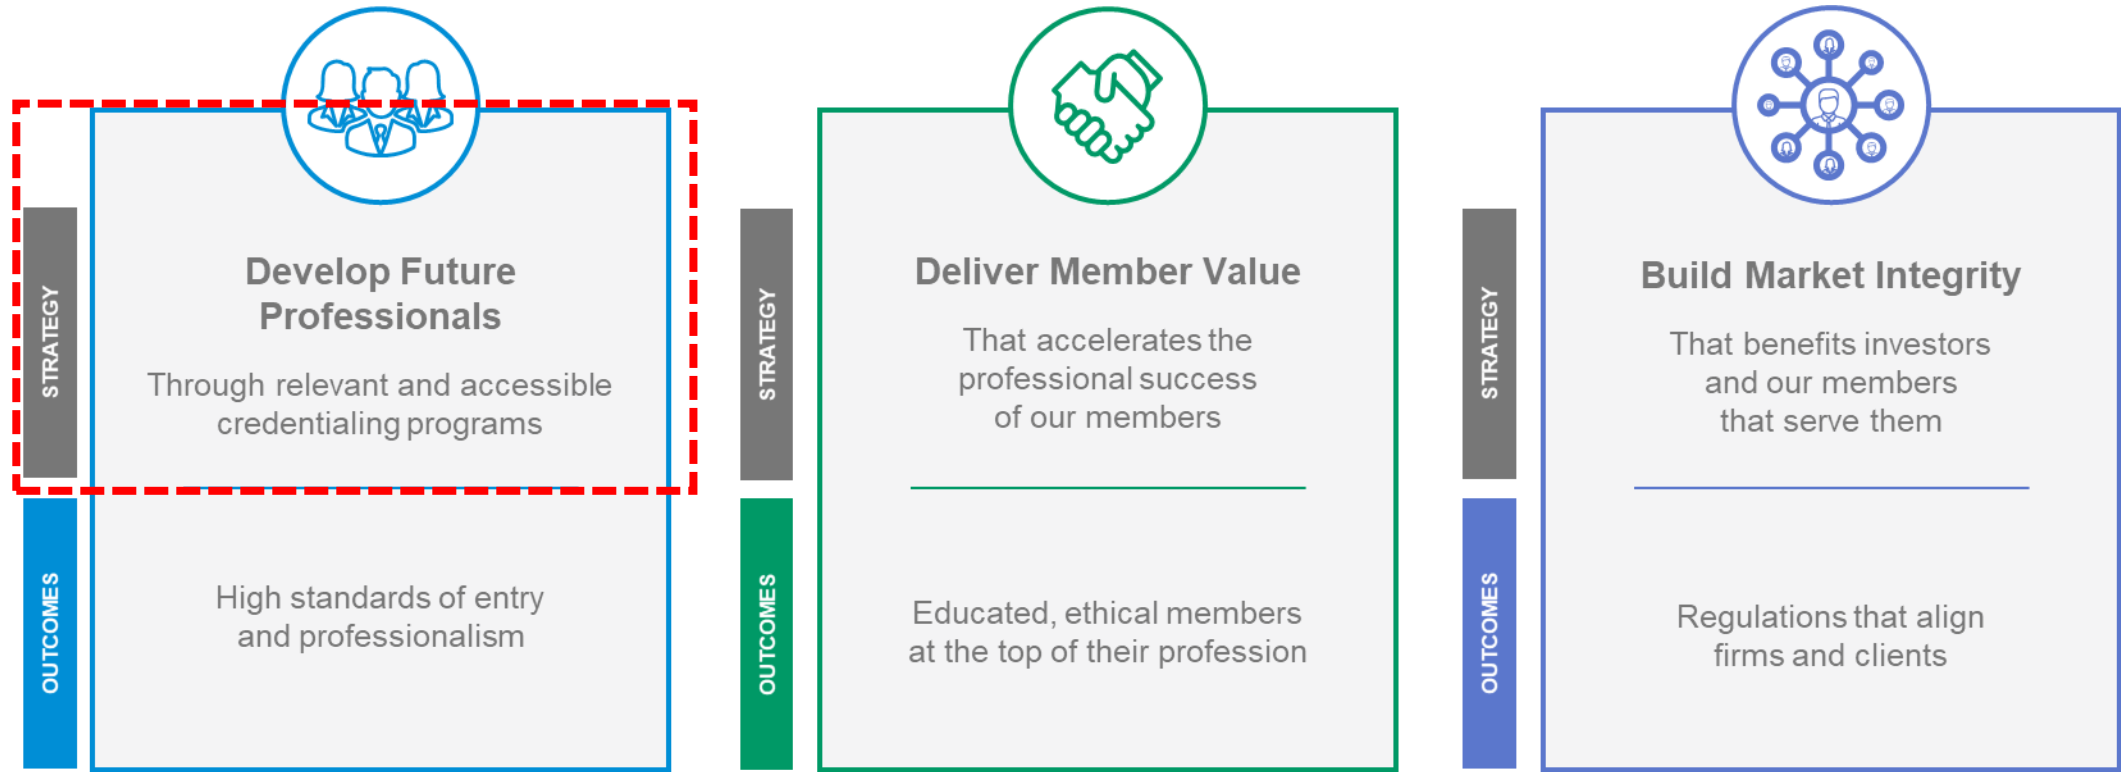 STRATEGY
Develop Future
Professionals
Through relevant and accessible
credentialing programs
OUTCOMES
High standards of entry
and professionalism
STRATEGY
Deliver Member Value
That accelerates the
professional success
of our members
OUTCOMES
Educated, ethical members
at the top of their profession
STRATEGY
Build Market Integrity
That benefits investors
and our members
that serve them
OUTCOMES
Regulations that align
firms and clients